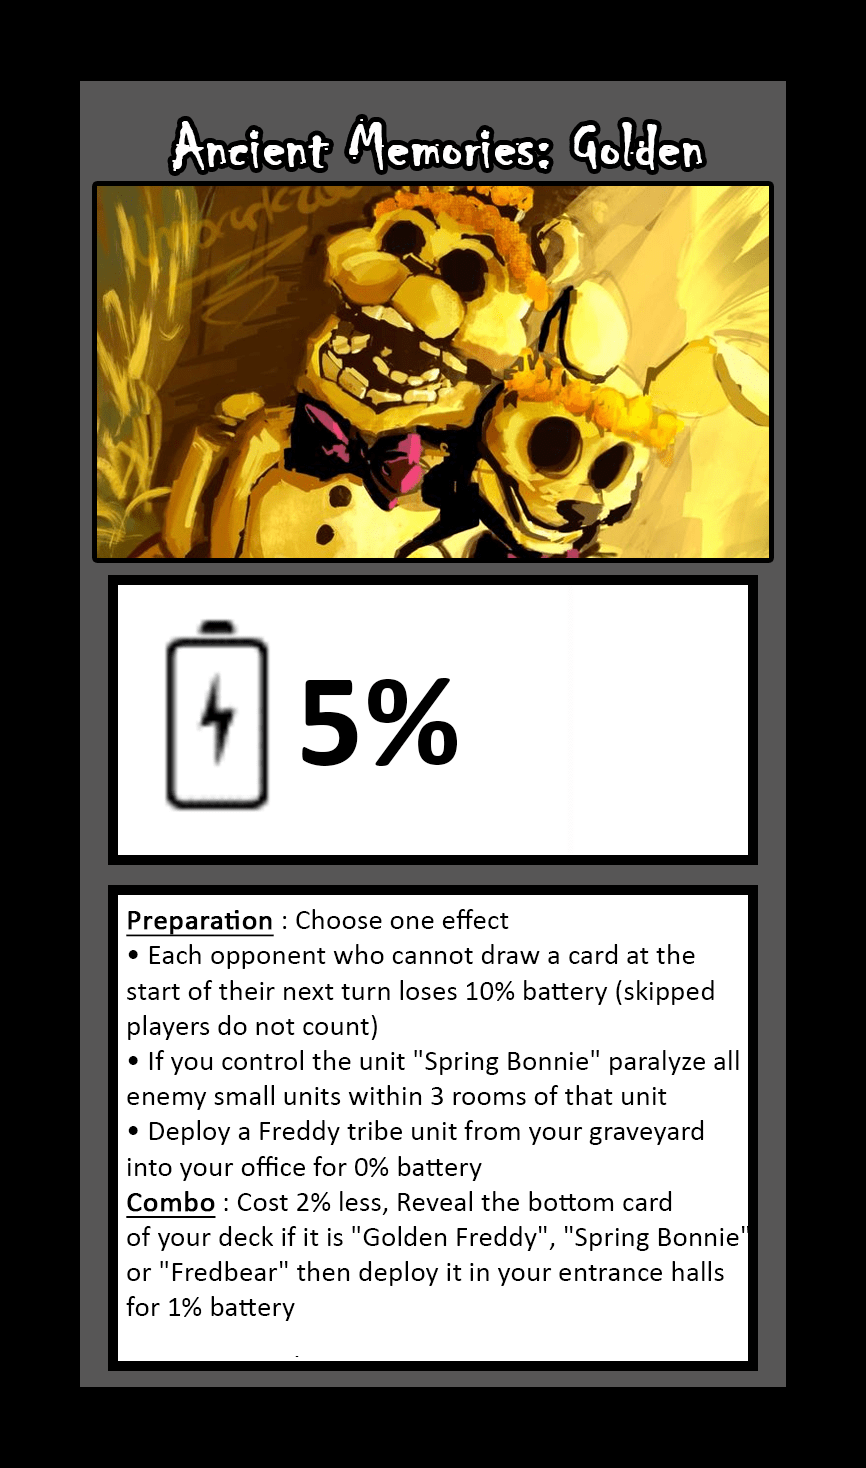 Ancient Memories: Golden
5%
Preparation : Choose one effect
• Each opponent who cannot draw a card at the
start of their next turn loses 10% battery (skipped
players do not count)
• If you control the unit "Spring Bonnie" paralyze all
enemy small units within 3 rooms of that unit
• Deploy a Freddy tribe unit from your graveyard
into your office for 0% battery
Combo : Cost 2% less, Reveal the bottom card
of your deck if it is "Golden Freddy", "Spring Bonnie"
or "Fredbear" then deploy it in your entrance halls
for 1% battery